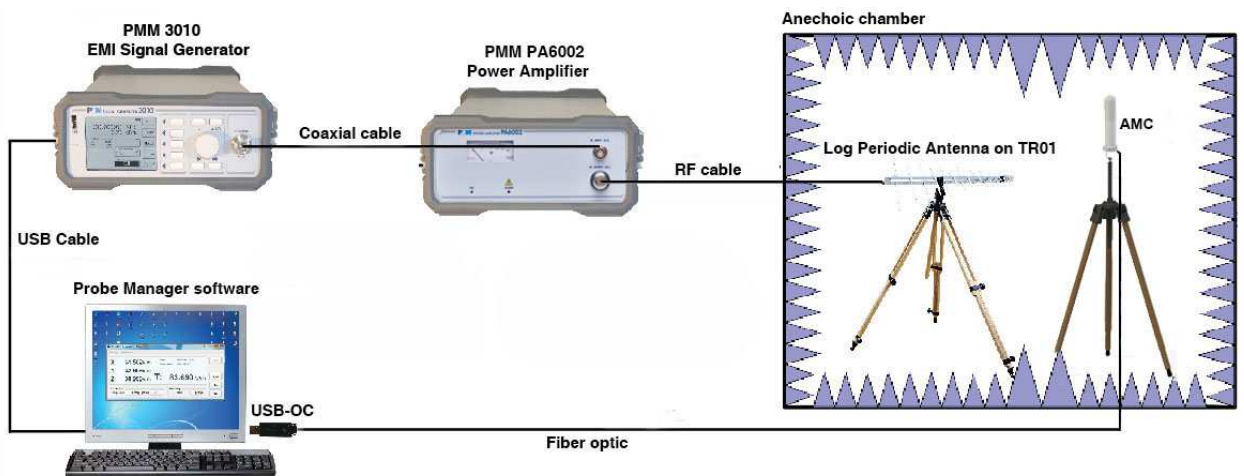 PMM 3010
EMI Signal Generator
PMM PA6002
Power Amplifier
Anechoic chamber
Coaxial cable
AMC
Log Periodic Antenna on TR01
RF cable
USB Cable
Probe Manager software
USB-OC
Fiber optic